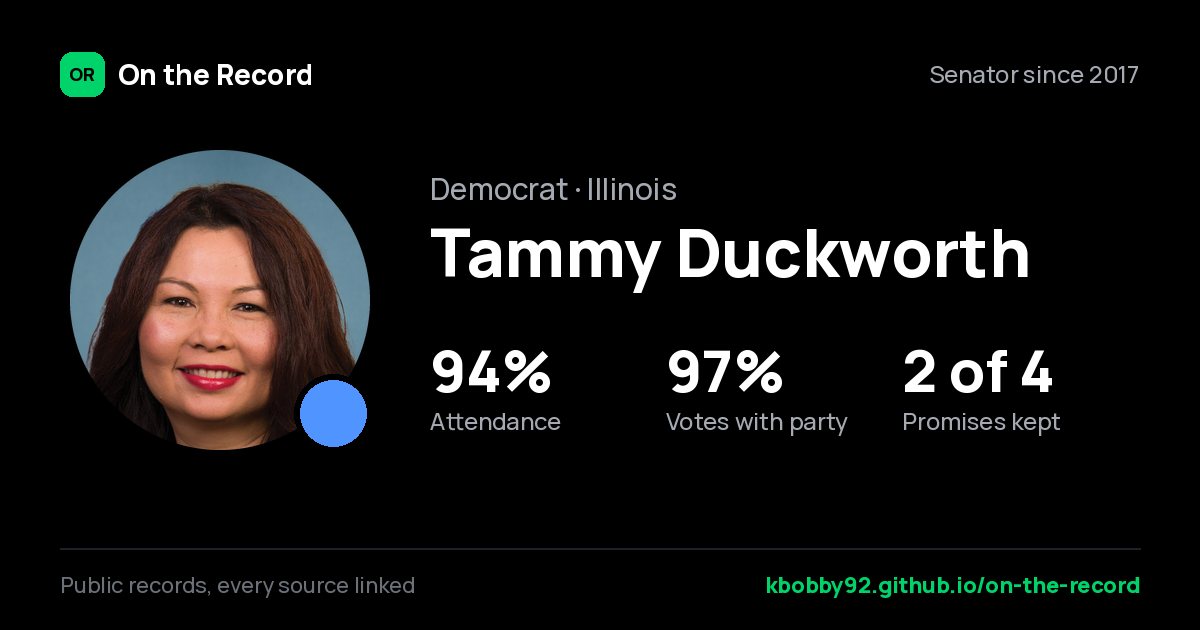 OR On the Record
Senator since 2017
Democrat · Illinois
Tammy Duckworth
94% 97% 2 of 4
Attendance Votes with party Promises kept
Public records, every source linked
kbobby92.github.io/on-the-record